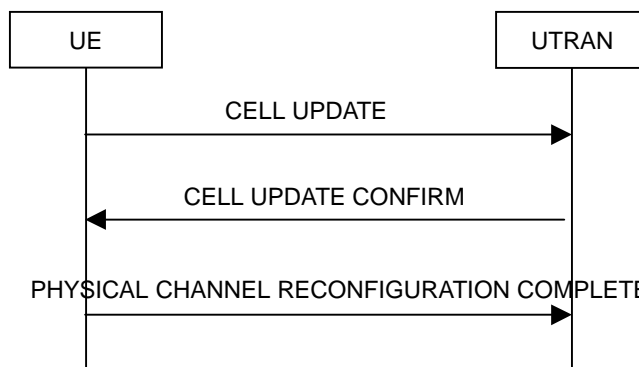 UE
UTRAN
CELL UPDATE
CELL UPDATE CONFIRM
PHYSICAL CHANNEL RECONFIGURATION COMPLETE